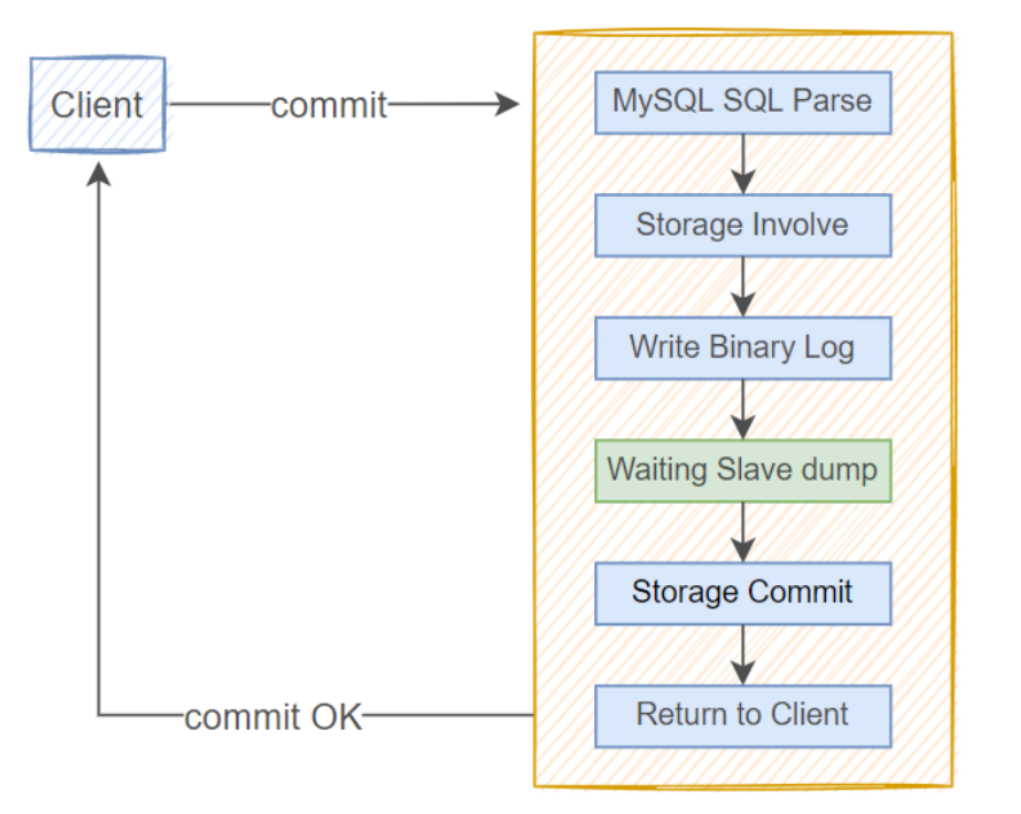 Client
commit
MySQL SQL Parse
Storage Involve
Write Binary Log
Waiting Slave dump
Storage Commit
Return to Client
commit OK